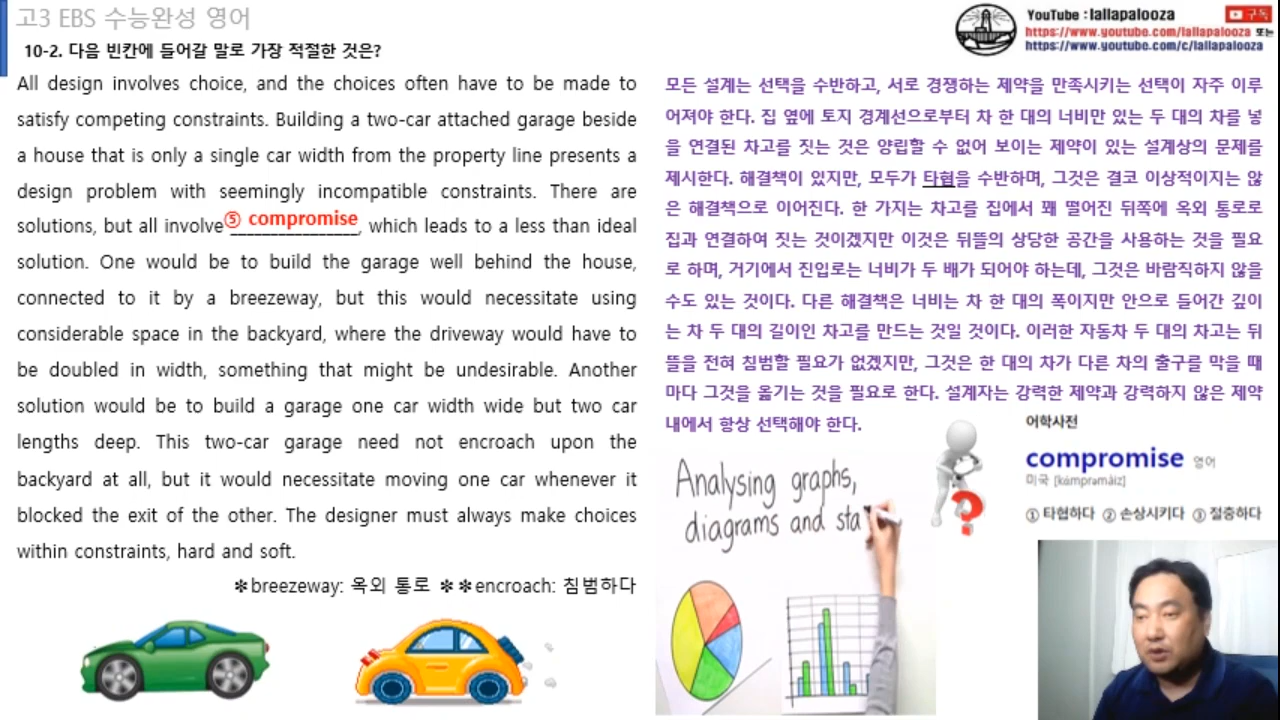 고3 EBS 수능완성 영어
YouTube : lallapalooza
구독
https://www.youtube.com/lallapalooza 또는
https://www.youtube.com/c/lallapalooza
10-2. 다음 빈칸에 들어갈 말로 가장 적절한 것은?
All design involves choice, and the choices often have to be made to
satisfy competing constraints. Building a two-car attached garage beside
a house that is only a single car width from the property line presents a
design problem with seemingly incompatible constraints. There are
solutions, but all involve ⑤ compromise, which leads to a less than ideal
solution. One would be to build the garage well behind the house,
connected to it by a breezeway, but this would necessitate using
considerable space in the backyard, where the driveway would have to
be doubled in width, something that might be undesirable. Another
solution would be to build a garage one car width wide but two car
lengths deep. This two-car garage need not encroach upon the
backyard at all, but it would necessitate moving one car whenever it
blocked the exit of the other. The designer must always make choices
within constraints, hard and soft.
✻breezeway: 옥외 통로 ✻✻encroach: 침범하다
모든 설계는 선택을 수반하고, 서로 경쟁하는 제약을 만족시키는 선택이 자주 이루
어져야 한다. 집 옆에 토지 경계선으로부터 차 한 대의 너비만 있는 두 대의 차를 넣
을 연결된 차고를 짓는 것은 양립할 수 없어 보이는 제약이 있는 설계상의 문제를
제시한다. 해결책이 있지만, 모두가 타협을 수반하며, 그것은 결코 이상적이지는 않
은 해결책으로 이어진다. 한 가지는 차고를 집에서 꽤 떨어진 뒤쪽에 옥외 통로로
집과 연결하여 짓는 것이겠지만 이것은 뒤뜰의 상당한 공간을 사용하는 것을 필요
로 하며, 거기에서 진입로는 너비가 두 배가 되어야 하는데, 그것은 바람직하지 않을
수도 있는 것이다. 다른 해결책은 너비는 차 한 대의 폭이지만 안으로 들어간 깊이
는 차 두 대의 길이인 차고를 만드는 것일 것이다. 이러한 자동차 두 대의 차고는 뒤
뜰을 전혀 침범할 필요가 없겠지만, 그것은 한 대의 차가 다른 차의 출구를 막을 때
마다 그것을 옮기는 것을 필요로 한다. 설계자는 강력한 제약과 강력하지 않은 제약
내에서 항상 선택해야 한다.
어학사전
compromise 영어
미국 [kámprəmàiz]
① 타협하다 ② 손상시키다 ③ 절충하다
Analysing graphs,
diagrams and sta